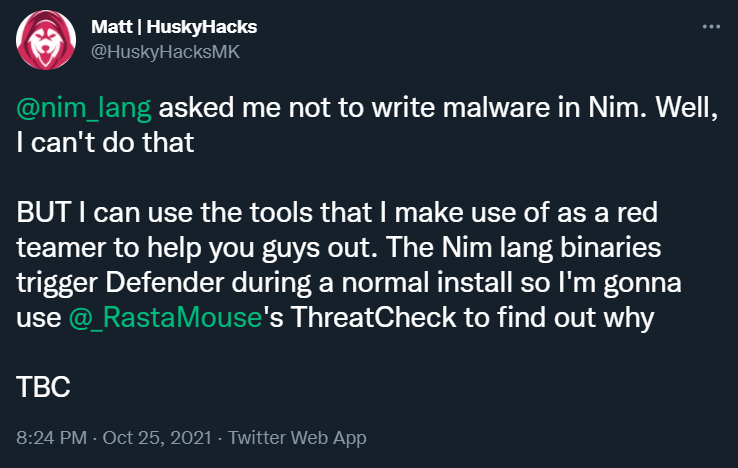 Matt | HuskyHacks
@HuskyHacksMK
@nim_lang asked me not to write malware in Nim. Well,
I can't do that
BUT I can use the tools that I make use of as a red
teamer to help you guys out. The Nim lang binaries
trigger Defender during a normal install so I'm gonna
use @_RastaMouse's ThreatCheck to find out why
TBC
8:24 PM · Oct 25, 2021 · Twitter Web App